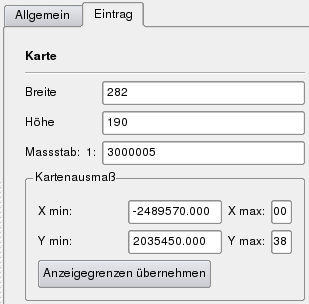 Allgemein Eintrag
Karte
Breite 282
Höhe 190
Massstab: 1: 3000005
Kartenausmaß
X min: -2489570.000 X max: 00
Y min: 2035450.000 Y max: 38
Anzeigegrenzen übernehmen